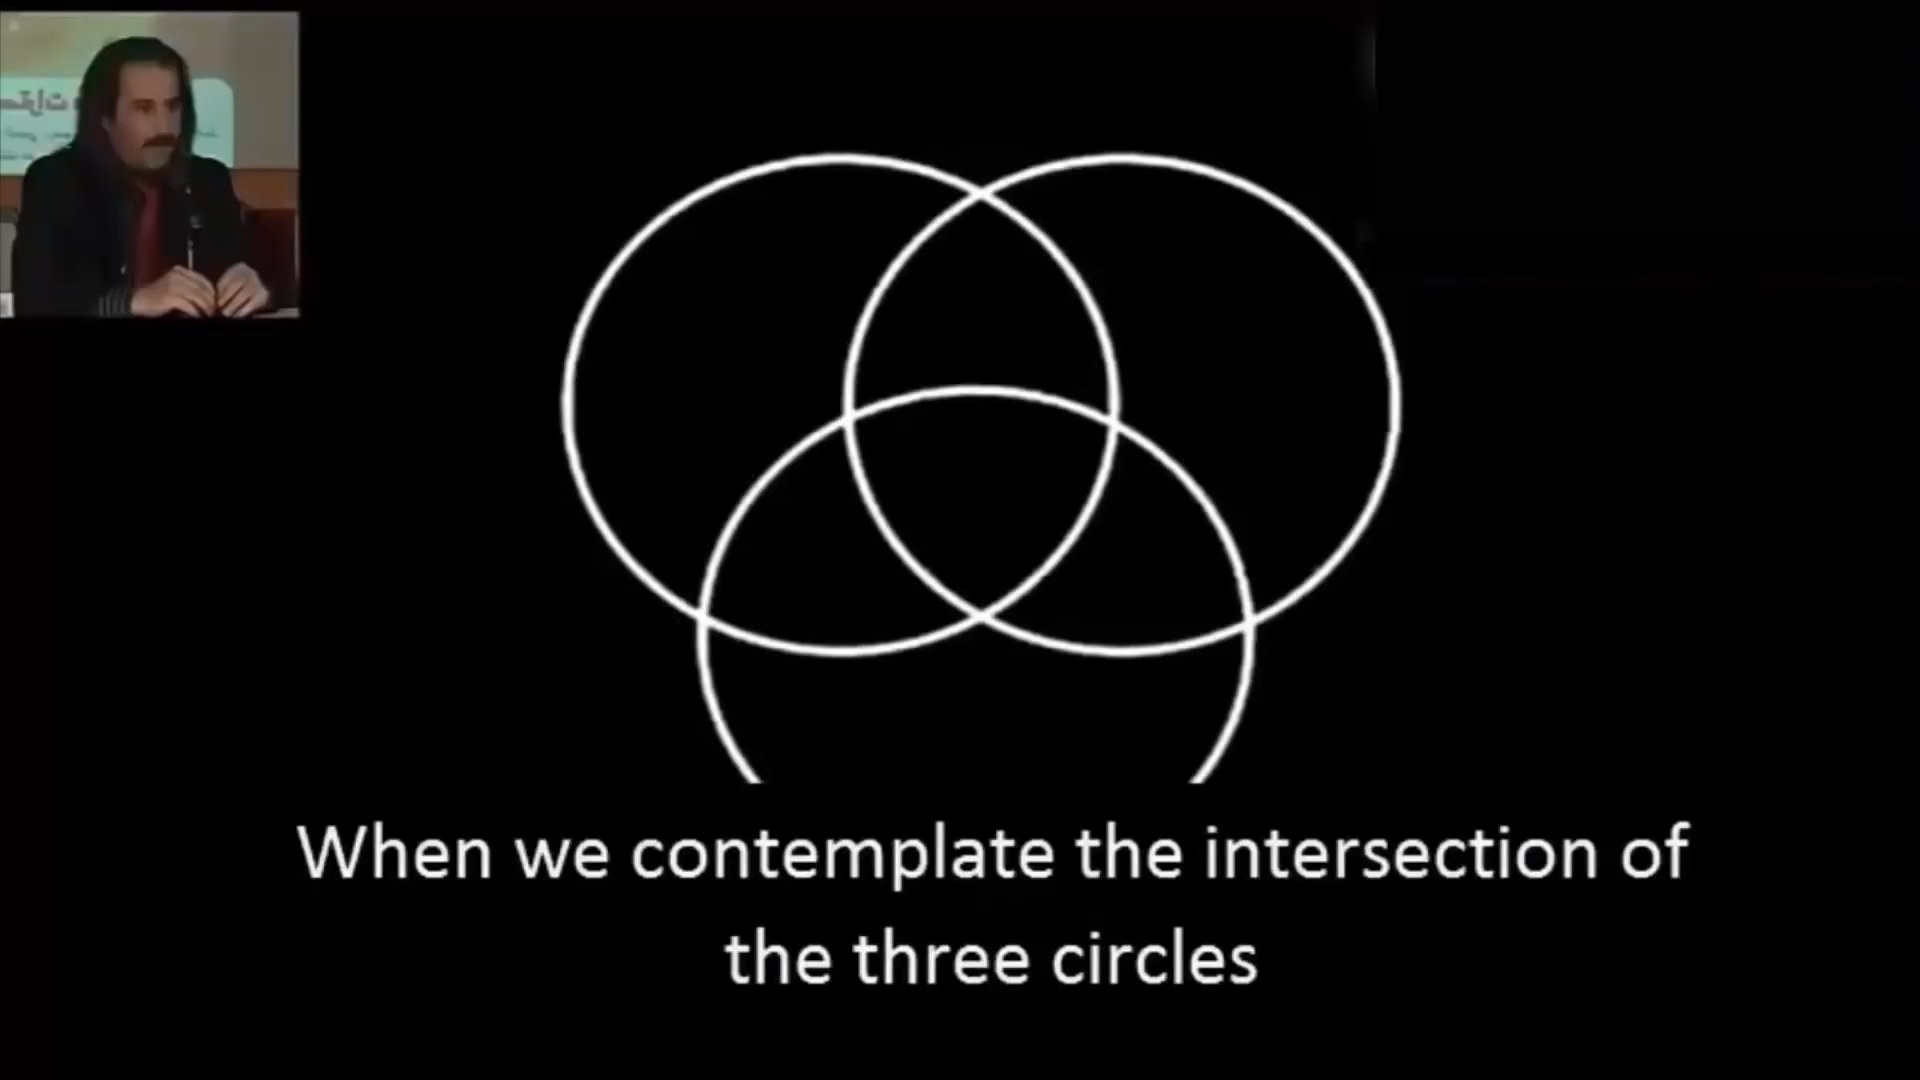 When we contemplate the intersection of
the three circles